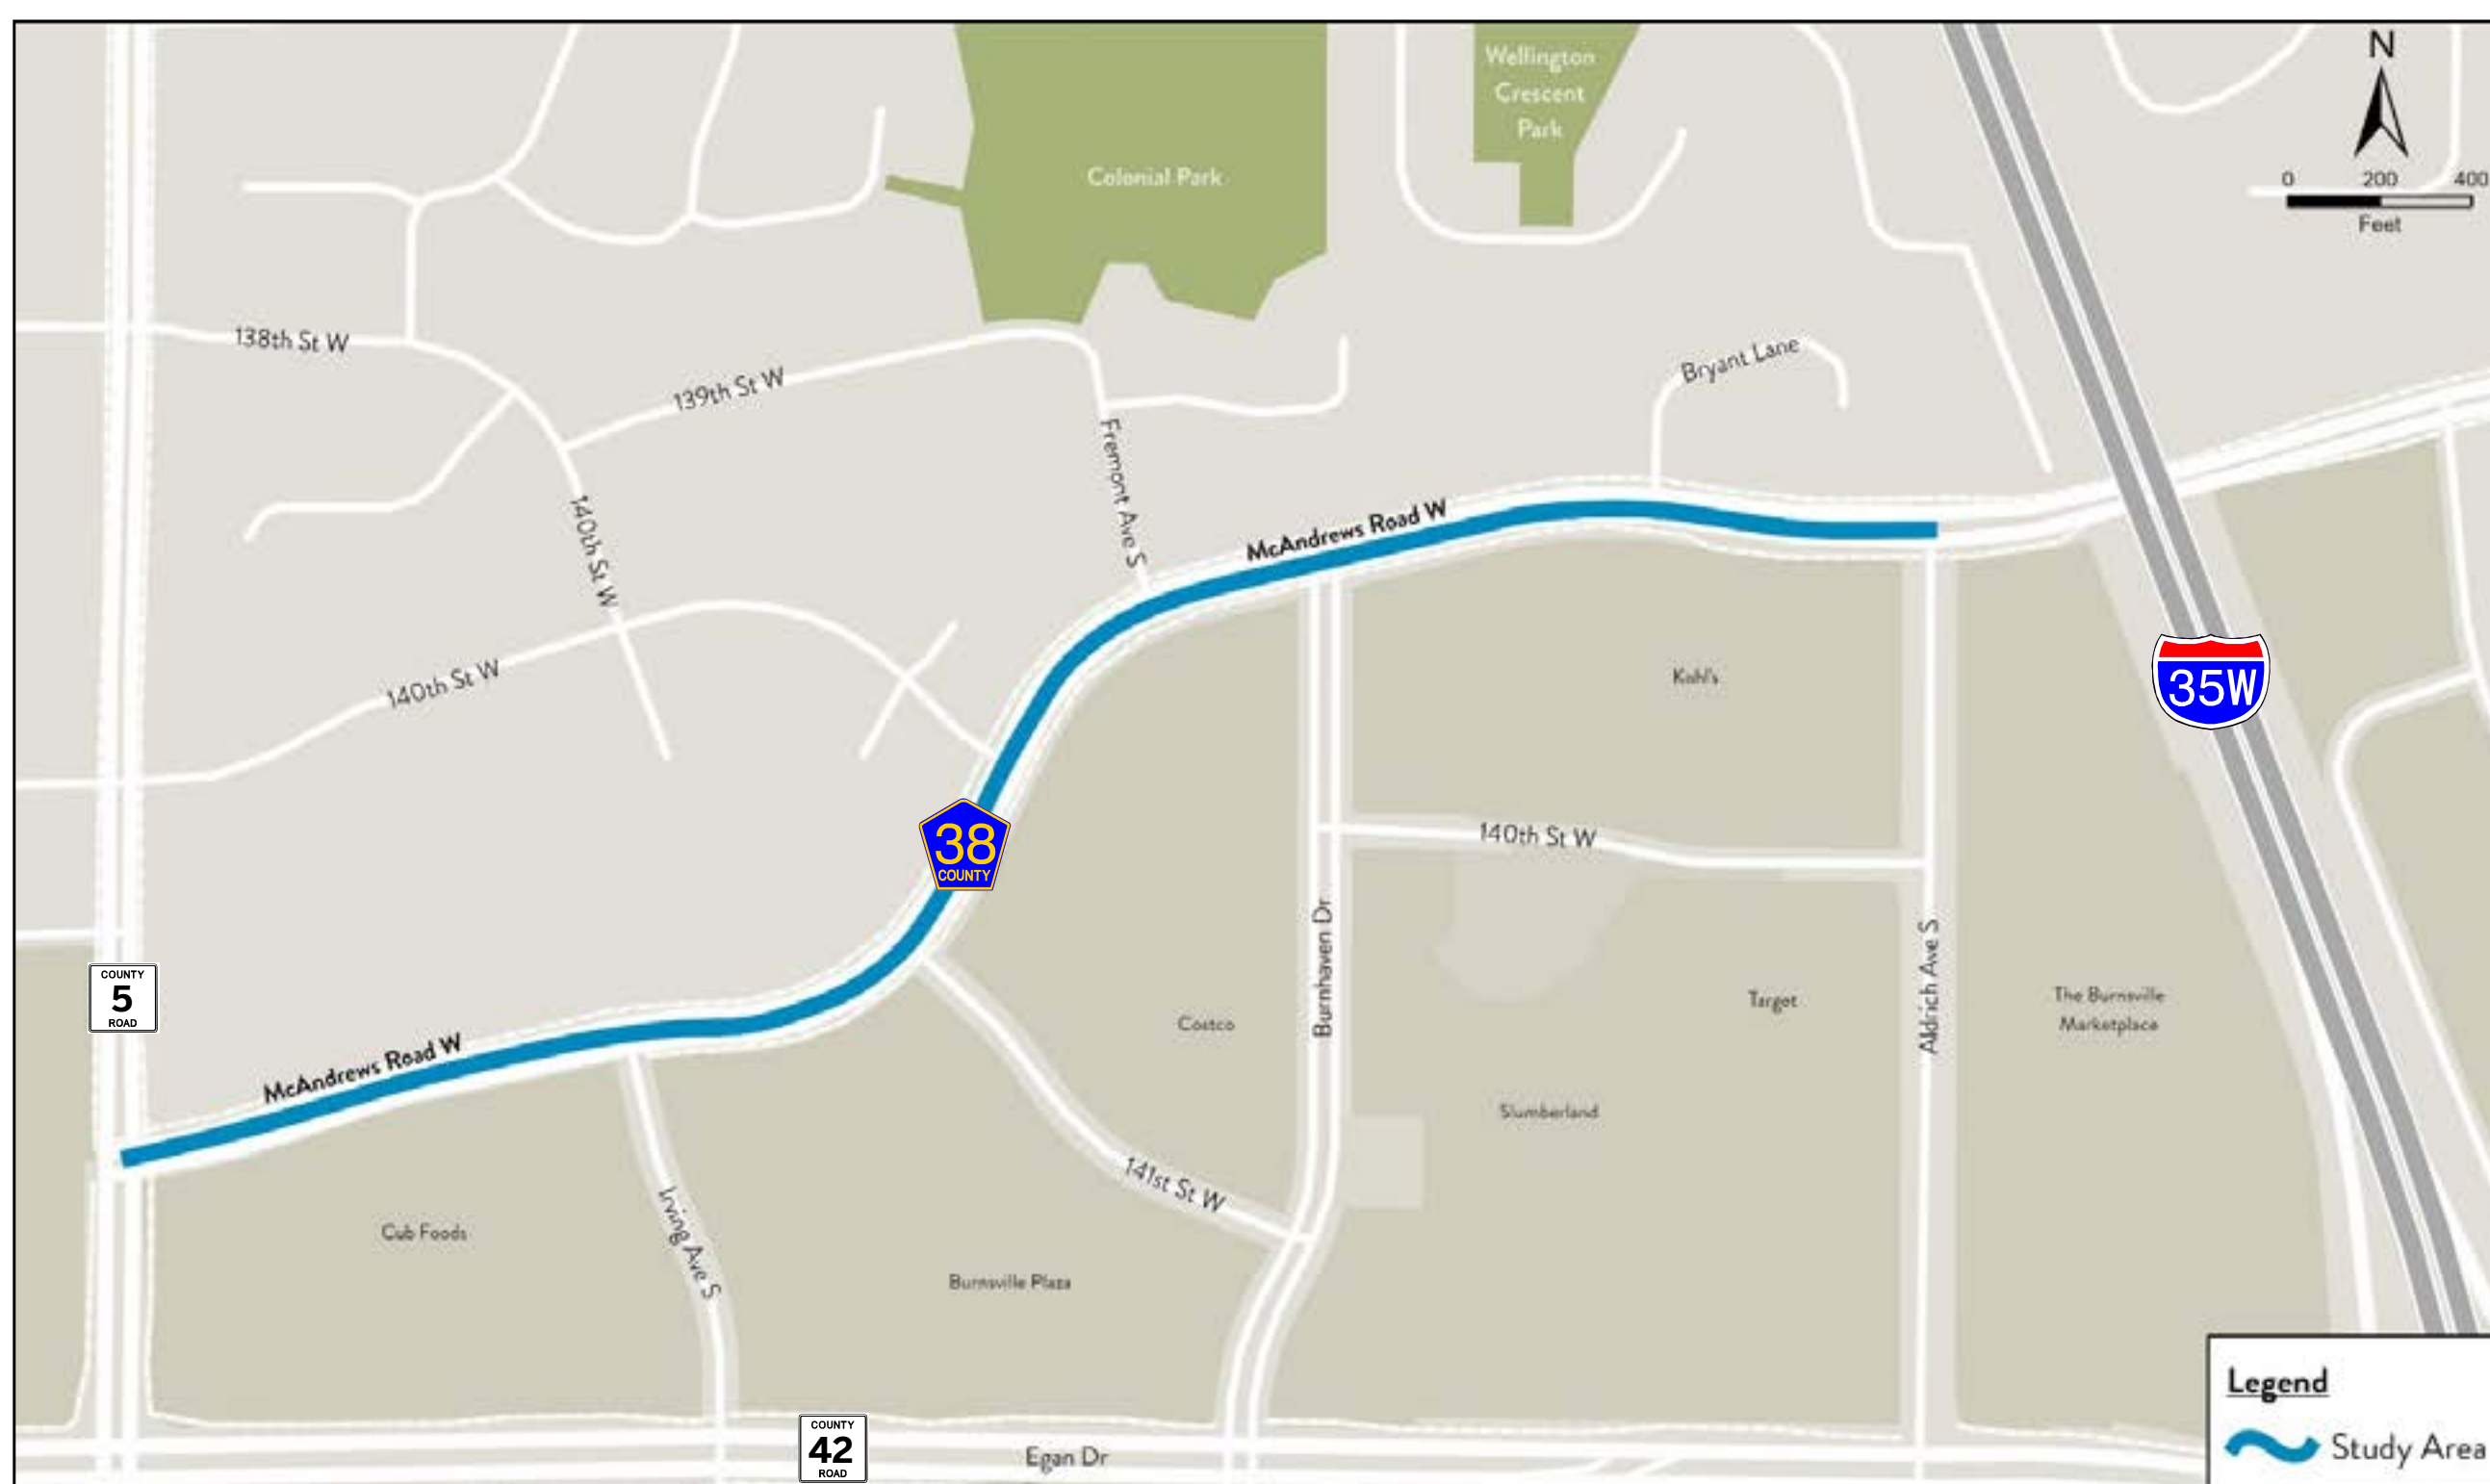 Wellington
Crescent
Park
N
0 200 400
Feet
Colonial Park
138th St W
139th St W
Bryant Lane
Fremont Ave S
140th St W
McAndrews Road W
140th St W
Kohl's
35W
38
COUNTY
140th St W
Burnhaven Dr
Aldrich Ave S
COUNTY
5
ROAD
Costco
Target
The Burnsville
Marketplace
McAndrews Road W
Slumberland
141st St W
Irving Ave S
Cub Foods
Burnsville Plaza
Legend
Study Area
COUNTY
42
ROAD
Egan Dr